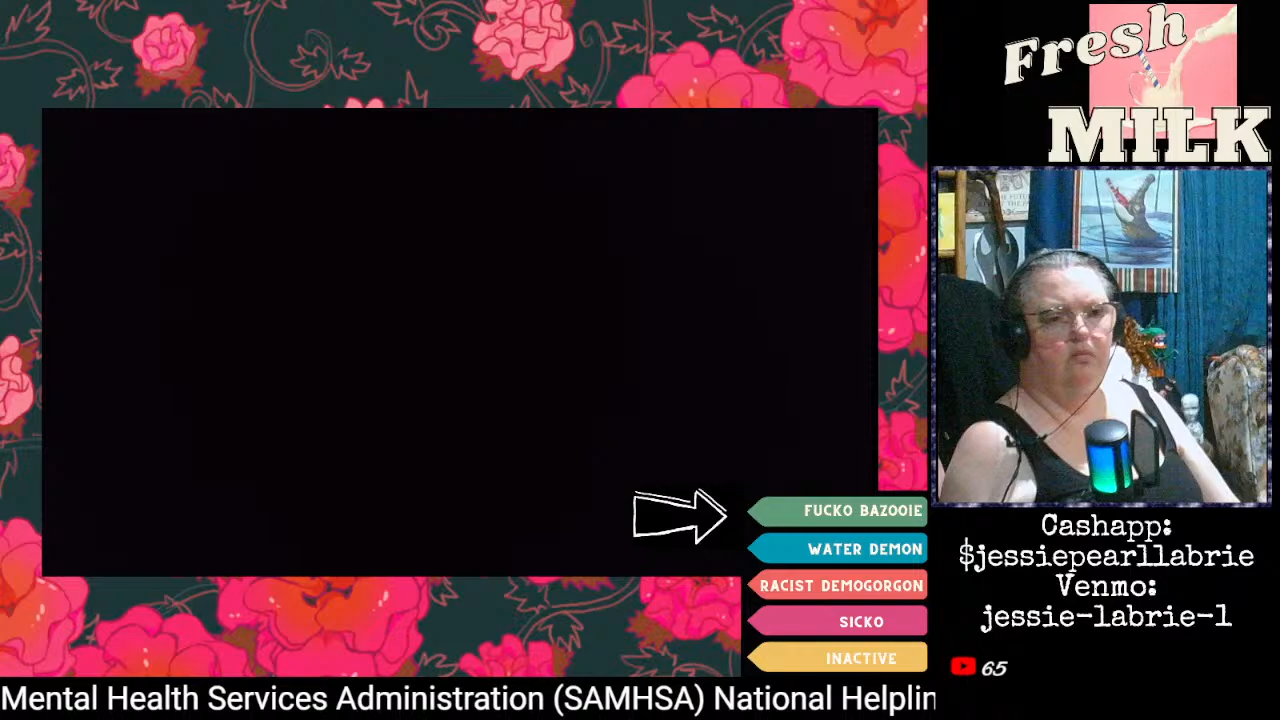 Fresh
MILK
FUCKO BAZOOIE
WATER DEMON
RACIST DEMOGORGON
SICKO
INACTIVE
Cashapp:
$jessiepearllabrie
Venmo:
jessie-labrie-1
65
Mental Health Services Administration (SAMHSA) National Helplin